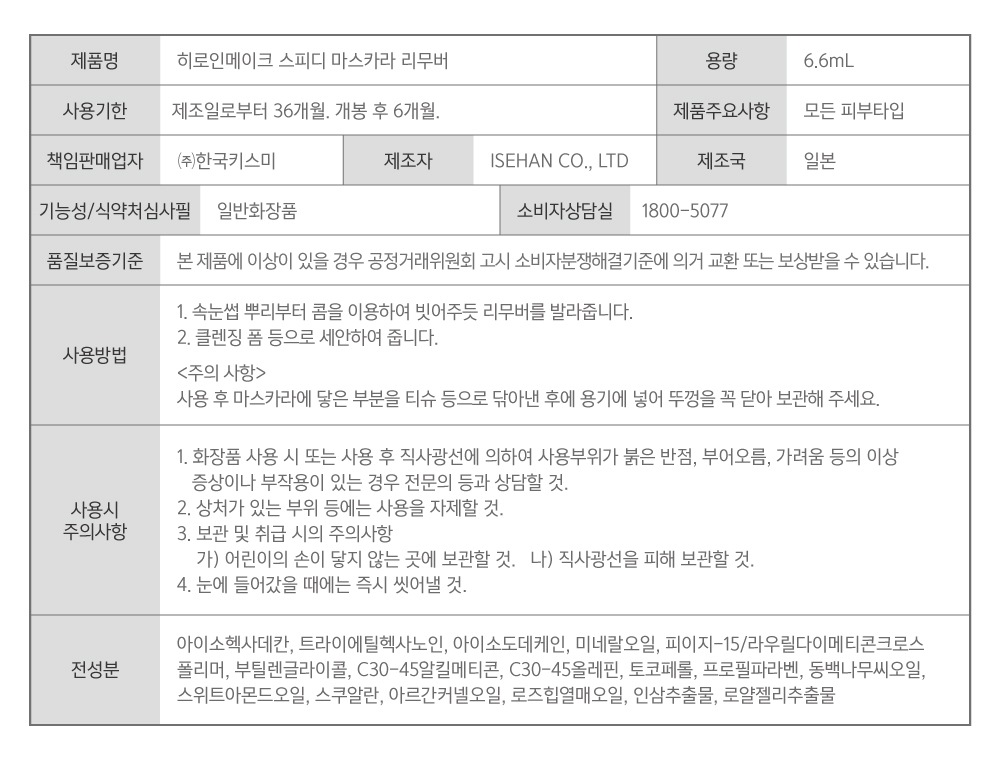 제품명 히로인메이크 스피디 마스카라 리무버 용량 6.6mL
사용기한 제조일로부터 36개월. 개봉 후 6개월. 제품주요사항 모든 피부타입
책임판매업자 ㈜한국키스미 제조자 ISEHAN CO., LTD 제조국 일본
기능성/식약처심사필 일반화장품 소비자상담실 1800-5077
품질보증기준 본 제품에 이상이 있을 경우 공정거래위원회 고시 소비자분쟁해결기준에 의거 교환 또는 보상받을 수 있습니다.
사용방법
1. 속눈썹 뿌리부터 콤을 이용하여 빗어주듯 리무버를 발라줍니다.
2. 클렌징 폼 등으로 세안하여 줍니다.
<주의 사항>
사용 후 마스카라에 닿은 부분을 티슈 등으로 닦아낸 후에 용기에 넣어 뚜껑을 꼭 닫아 보관해 주세요.
사용시
주의사항
1. 화장품 사용 시 또는 사용 후 직사광선에 의하여 사용부위가 붉은 반점, 부어오름, 가려움 등의 이상
증상이나 부작용이 있는 경우 전문의 등과 상담할 것.
2. 상처가 있는 부위 등에는 사용을 자제할 것.
3. 보관 및 취급 시의 주의사항
가) 어린이의 손이 닿지 않는 곳에 보관할 것. 나) 직사광선을 피해 보관할 것.
4. 눈에 들어갔을 때에는 즉시 씻어낼 것.
전성분
아이소헥사데칸, 트라이에틸헥사노인, 아이소도데케인, 미네랄오일, 피이지-15/라우릴다이메티콘크로스
폴리머, 부틸렌글라이콜, C30-45알킬메티콘, C30-45올레핀, 토코페롤, 프로필파라벤, 동백나무씨오일,
스위트아몬드오일, 스쿠알란, 아르간커넬오일, 로즈힙열매오일, 인삼추출물, 로얄젤리추출물